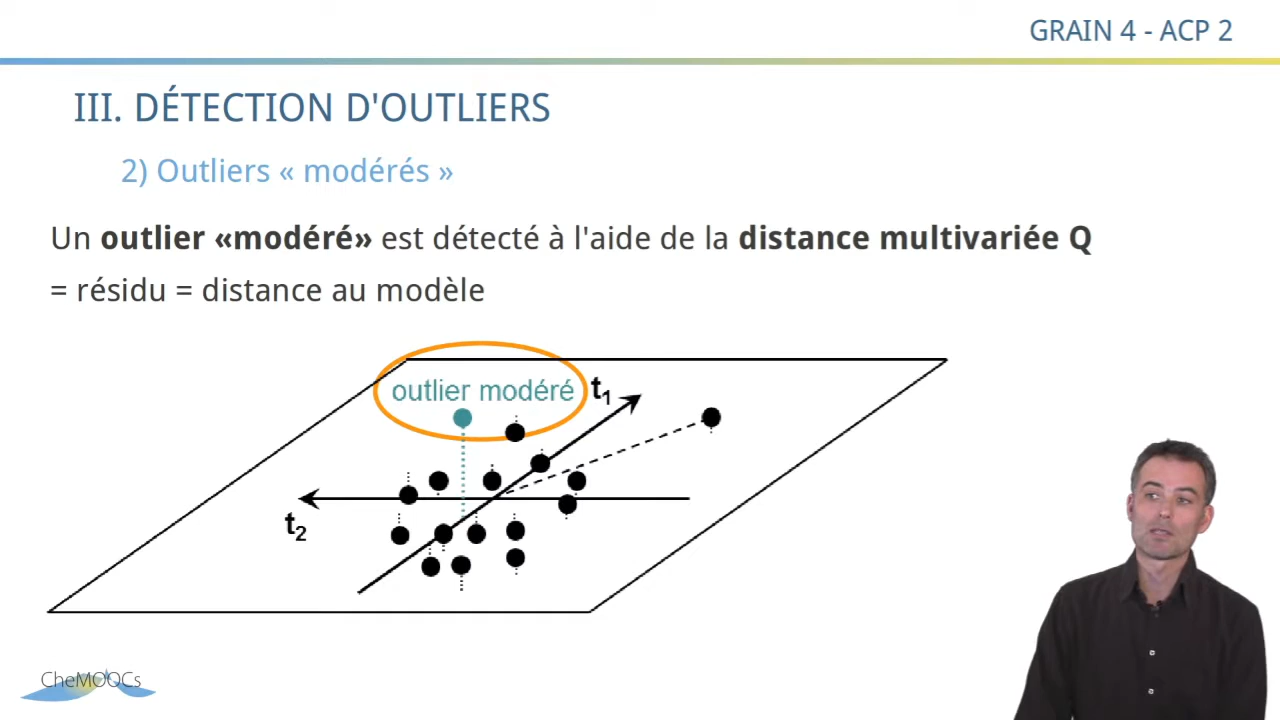 GRAIN 4 - ACP 2
III. DÉTECTION D'OUTLIERS
2) Outliers « modérés »
Un outlier «modéré» est détecté à l'aide de la distance multivariée Q
= résidu = distance au modèle
outlier modéré
t1
t2
CheMOOCs